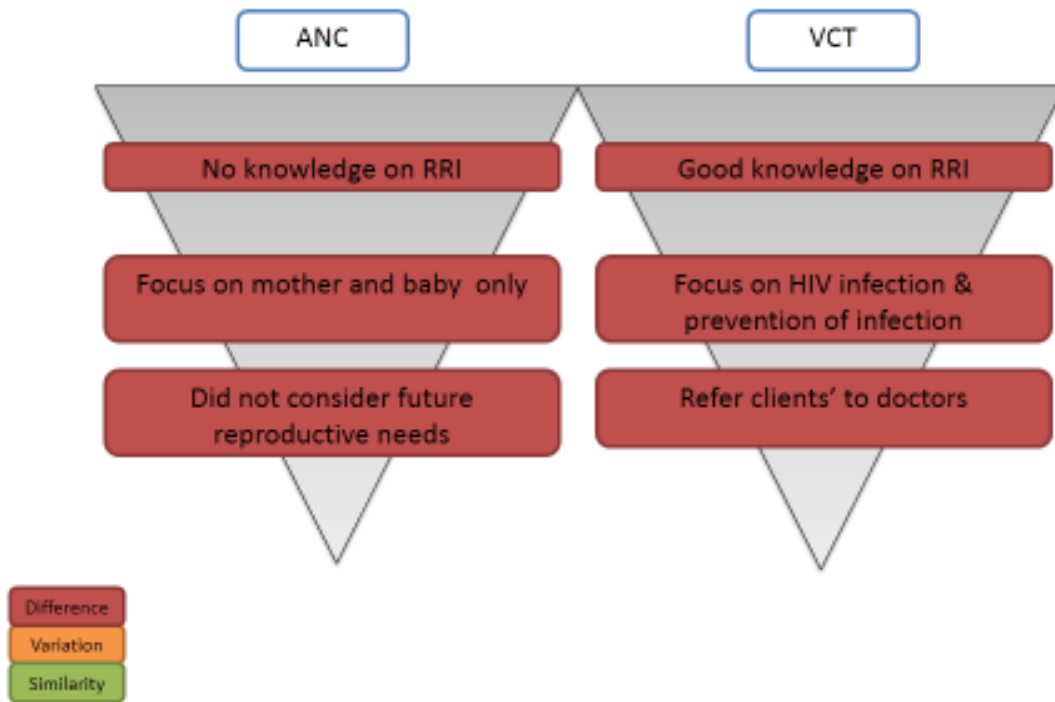 ANC
VCT
No knowledge on RRI
Good knowledge on RRI
Focus on mother and baby only
Focus on HIV infection &
prevention of infection
Did not consider future
reproductive needs
Refer clients’ to doctors
Difference
Variation
Similarity